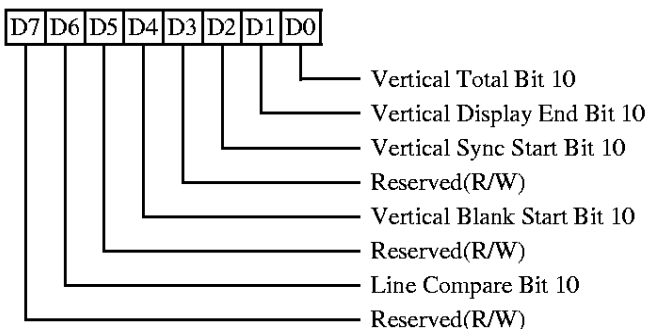 D7 D6 D5 D4 D3 D2 D1 D0
Vertical Total Bit 10
Vertical Display End Bit 10
Vertical Sync Start Bit 10
Reserved(R/W)
Vertical Blank Start Bit 10
Reserved(R/W)
Line Compare Bit 10
Reserved(R/W)